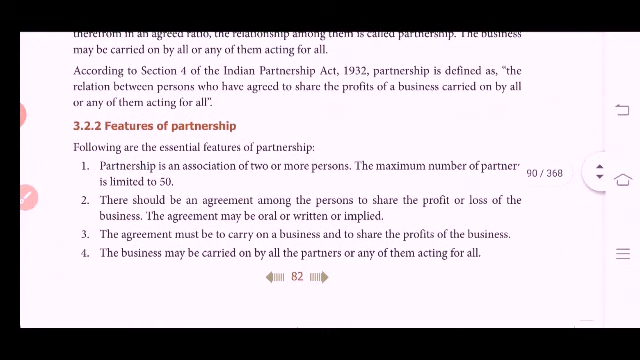 therefrom in an agreed ratio, the relationship among them is called partnership. The business
may be carried on by all or any of them acting for all.
According to Section 4 of the Indian Partnership Act, 1932, partnership is defined as, “the
relation between persons who have agreed to share the profits of a business carried on by all
or any of them acting for all”.
3.2.2 Features of partnership
Following are the essential features of partnership:
1. Partnership is an association of two or more persons. The maximum number of partners
is limited to 50.
90 / 368
2. There should be an agreement among the persons to share the profit or loss of the
business. The agreement may be oral or written or implied.
3. The agreement must be to carry on a business and to share the profits of the business.
4. The business may be carried on by all the partners or any of them acting for all.
82